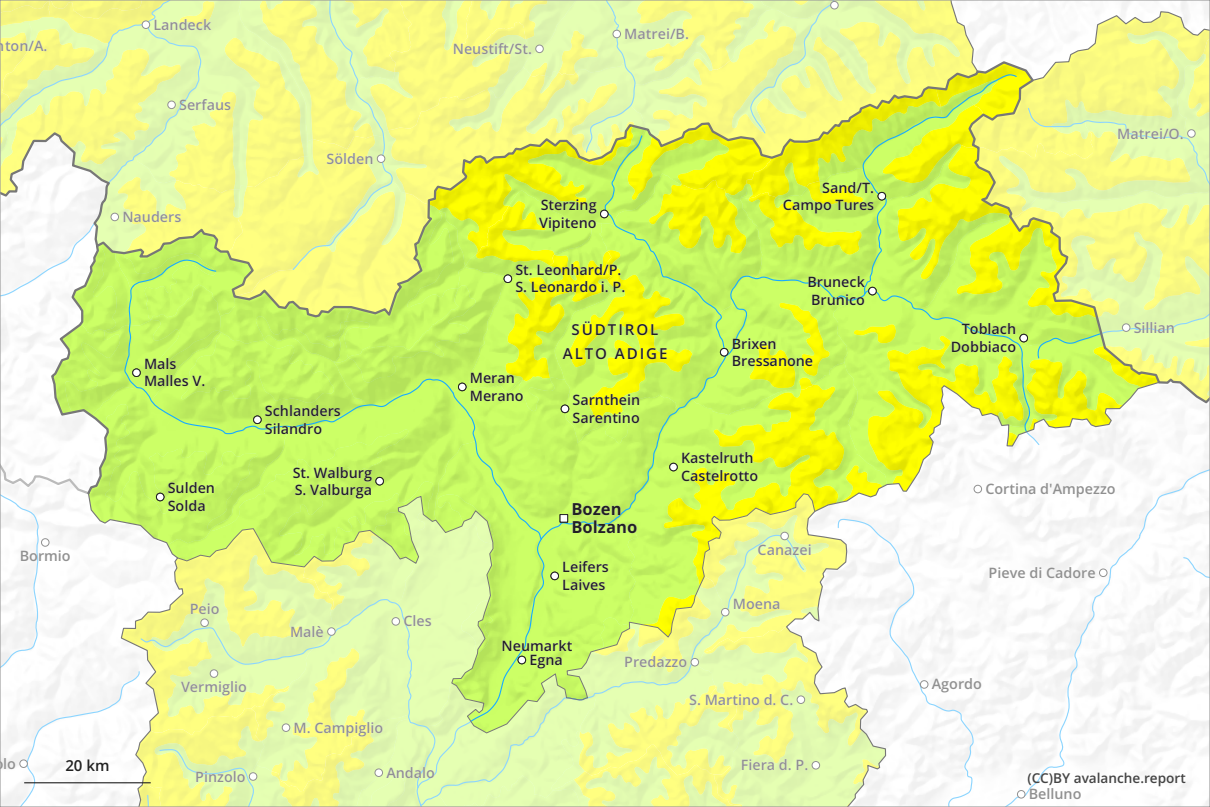 Landeck
nton/A.
Neustift/St.
Matrei/B.
Serfaus
Matrei/O.
Sölden
Nauders
Sand/T.
Campo Tures
Sterzing
Vipiteno
St. Leonhard/P.
S. Leonardo i. P.
Bruneck
Brunico
SÜDTIROL
ALTO ADIGE
Toblach
Dobbiaco
Sillian
Brixen
Bressanone
Mals
Malles V.
Meran
Merano
Sarnthein
Sarentino
Schlanders
Silandro
Kastelruth
Castelrotto
St. Walburg
S. Valburga
Sulden
Solda
Cortina d'Ampezzo
Bozen
Bolzano
Bormio
Canazei
Leifers
Laives
Pieve di Cadore
Peio
Moena
Cles
Malè
Neumarkt
Egna
Predazzo
Vermiglio
Agordo
S. Martino d. C.
M. Campiglio
olo
20 km
Pinzolo
Andalo
Fiera d. P.
(CC)BY avalanche.report
Belluno